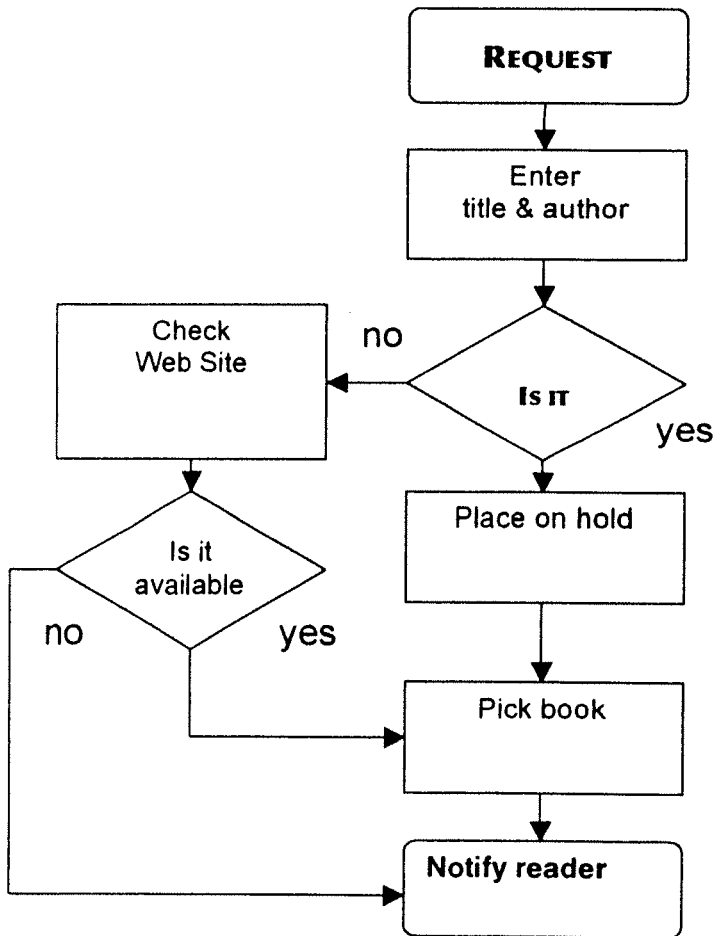 REQUEST
Enter
title & author
no
Check
Web Site
IS IT
yes
Place on hold
Is it
available
no
yes
Pick book
Notify reader